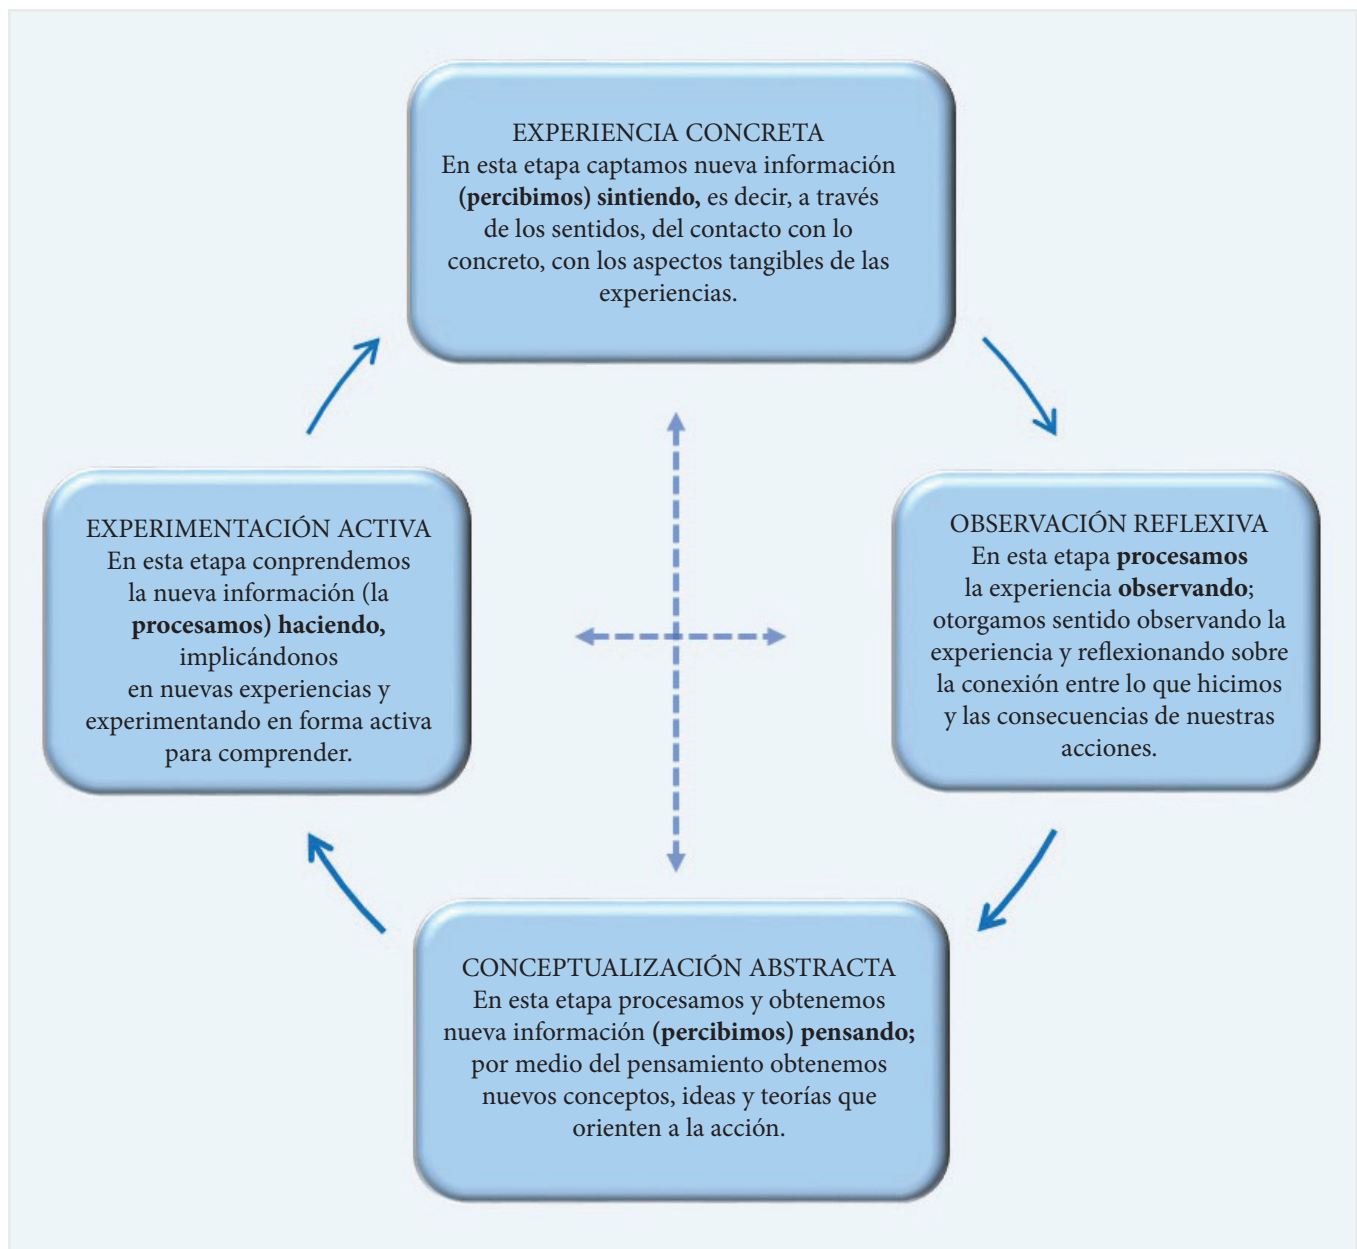 EXPERIENCIA CONCRETA
En esta etapa captamos nueva información
(percibimos) sintiendo, es decir, a través
de los sentidos, del contacto con lo
concreto, con los aspectos tangibles de las
experiencias.
EXPERIMENTACIÓN ACTIVA
En esta etapa conprendemos
la nueva información (la
procesamos) haciendo,
implicándonos
en nuevas experiencias y
experimentando en forma activa
para comprender.
OBSERVACIÓN REFLEXIVA
En esta etapa procesamos
la experiencia observando;
otorgamos sentido observando la
experiencia y reflexionando sobre
la conexión entre lo que hicimos
y las consecuencias de nuestras
acciones.
CONCEPTUALIZACIÓN ABSTRACTA
En esta etapa procesamos y obtenemos
nueva información (percibimos) pensando;
por medio del pensamiento obtenemos
nuevos conceptos, ideas y teorías que
orienten a la acción.